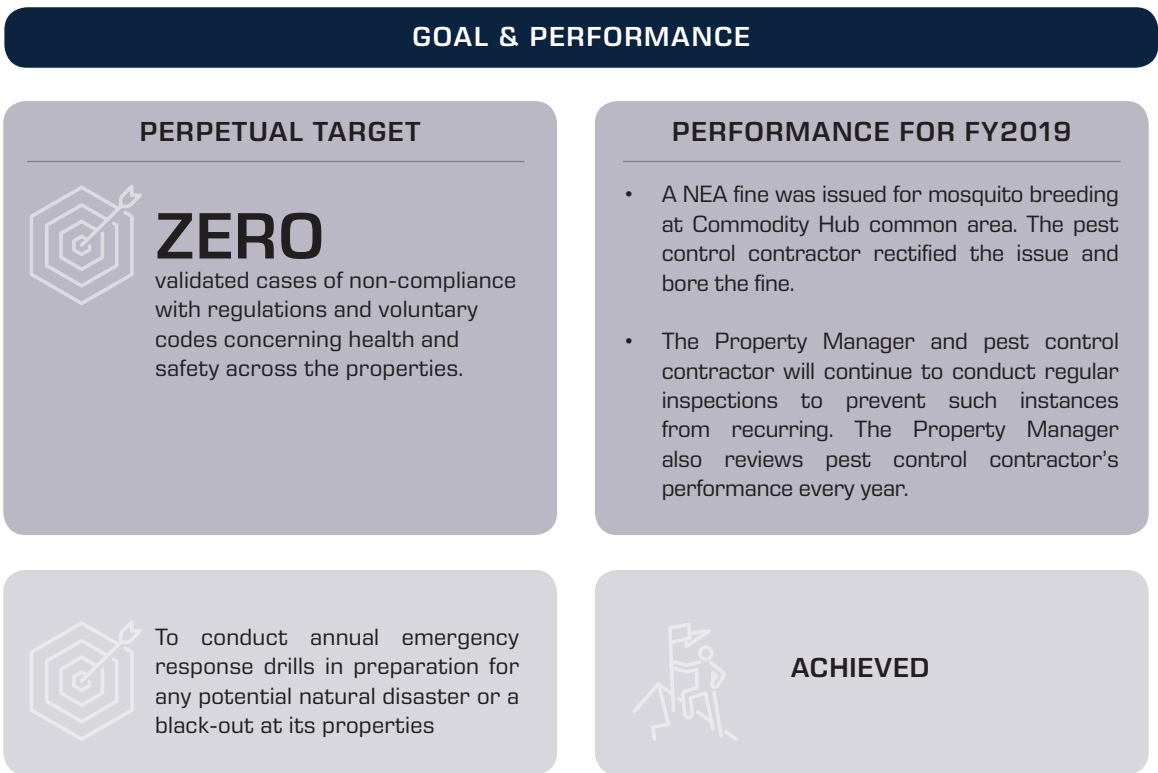 GOAL & PERFORMANCE
PERPETUAL TARGET
ZERO
validated cases of non-compliance
with regulations and voluntary
codes concerning health and
safety across the properties.
PERFORMANCE FOR FY2019
• A NEA fine was issued for mosquito breeding
at Commodity Hub common area. The pest
control contractor rectified the issue and
bore the fine.
• The Property Manager and pest control
contractor will continue to conduct regular
inspections to prevent such instances
from recurring. The Property Manager
also reviews pest control contractor's
performance every year.
To conduct annual emergency
response drills in preparation for
any potential natural disaster or a
black-out at its properties
ACHIEVED